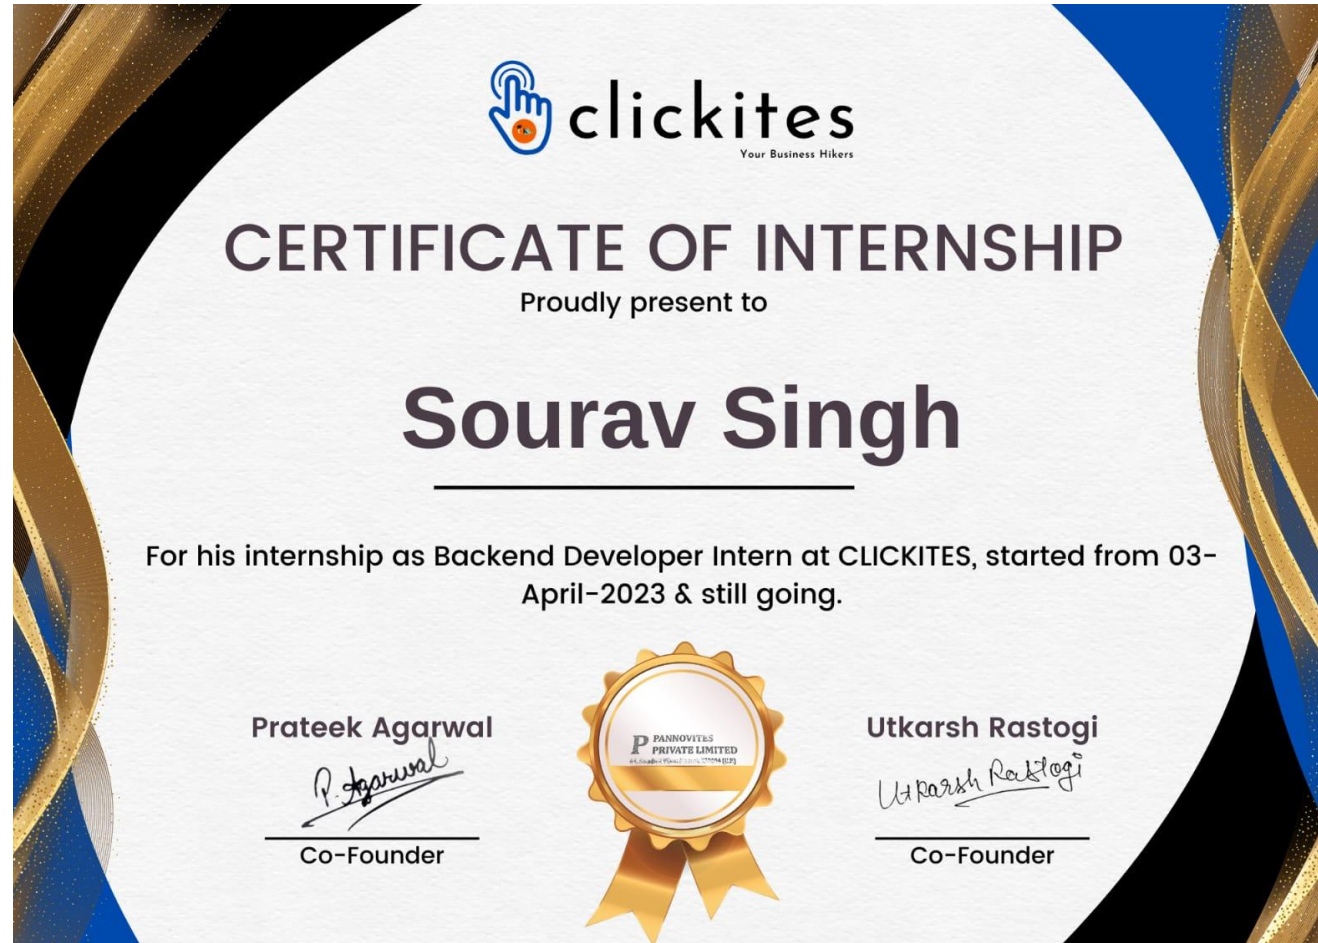 clickites
Your Business Hikers
CERTIFICATE OF INTERNSHIP
Proudly present to
Sourav Singh
For his internship as Backend Developer Intern at CLICKITES, started from 03-
April-2023 & still going.
Prateek Agarwal
P. Agarwal
Co-Founder
P PANNOVITES
PRIVATE LIMITED
Utkarsh Rastogi
Utkarsh Rastogi
Co-Founder